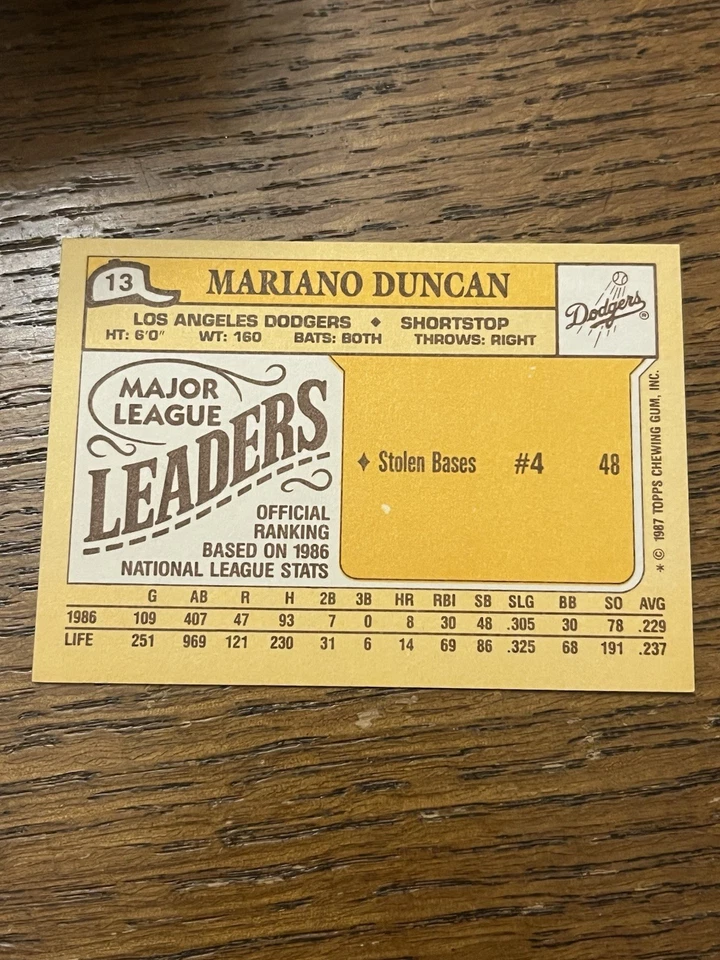 13
MARIANO DUNCAN
Dodgers ®
LOS ANGELES DODGERS ♦ SHORTSTOP
HT: 6'0" WT: 160 BATS: BOTH THROWS: RIGHT
MAJOR
LEAGUE
LEADERS
OFFICIAL
RANKING
BASED ON 1986
NATIONAL LEAGUE STATS
♦ Stolen Bases #4 48
* © 1987 TOPPS CHEWING GUM, INC.
G AB R H 2B 3B HR RBI SB SLG BB SO AVG
1986 109 407 47 93 7 0 8 30 48 .305 30 78 .229
LIFE 251 969 121 230 31 6 14 69 86 .325 68 191 .237